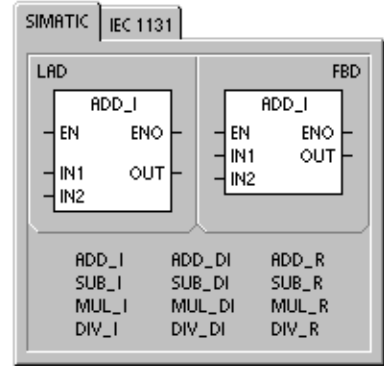 SIMATIC IEC 1131
LAD FBD
ADD_I ADD_I
EN ENO EN ENO
IN1 OUT IN1 OUT
IN2 IN2
ADD_I ADD_DI ADD_R
SUB_I SUB_DI SUB_R
MUL_I MUL_DI MUL_R
DIV_I DIV_DI DIV_R